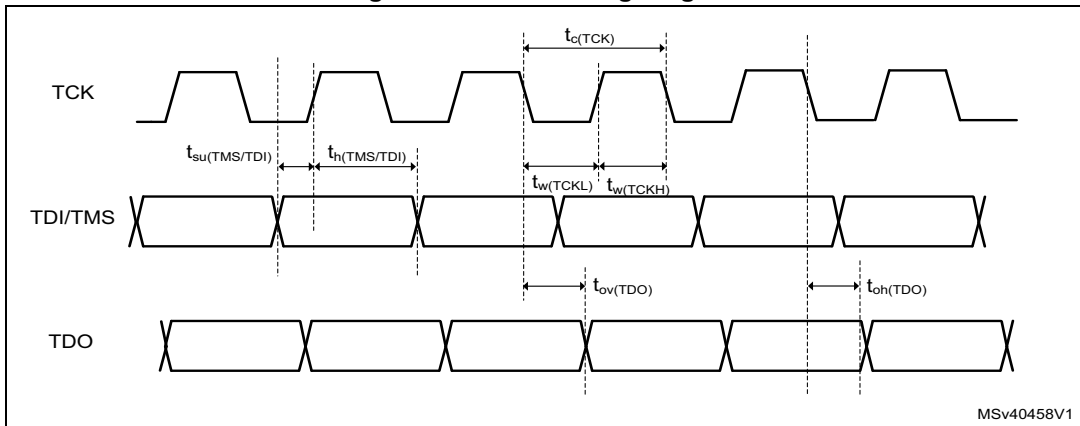 t_c(TCK)
TCK
t_su(TMS/TDI)
t_h(TMS/TDI)
t_w(TCKL)
t_w(TCKH)
TDI/TMS
t_ov(TDO)
t_oh(TDO)
TDO
MSv40458V1